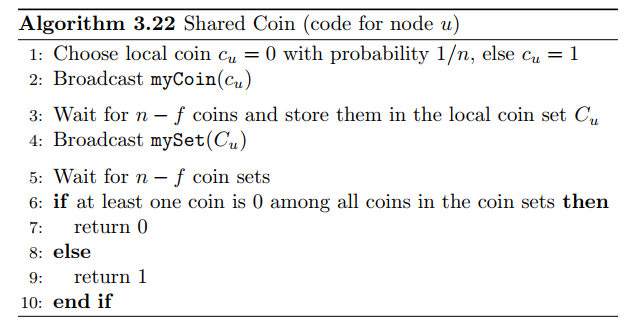 Algorithm 3.22 Shared Coin (code for node u)
1: Choose local coin c_u = 0 with probability 1/n, else c_u = 1
2: Broadcast myCoin(c_u)
3: Wait for n − f coins and store them in the local coin set C_u
4: Broadcast mySet(C_u)
5: Wait for n − f coin sets
6: if at least one coin is 0 among all coins in the coin sets then
7: return 0
8: else
9: return 1
10: end if